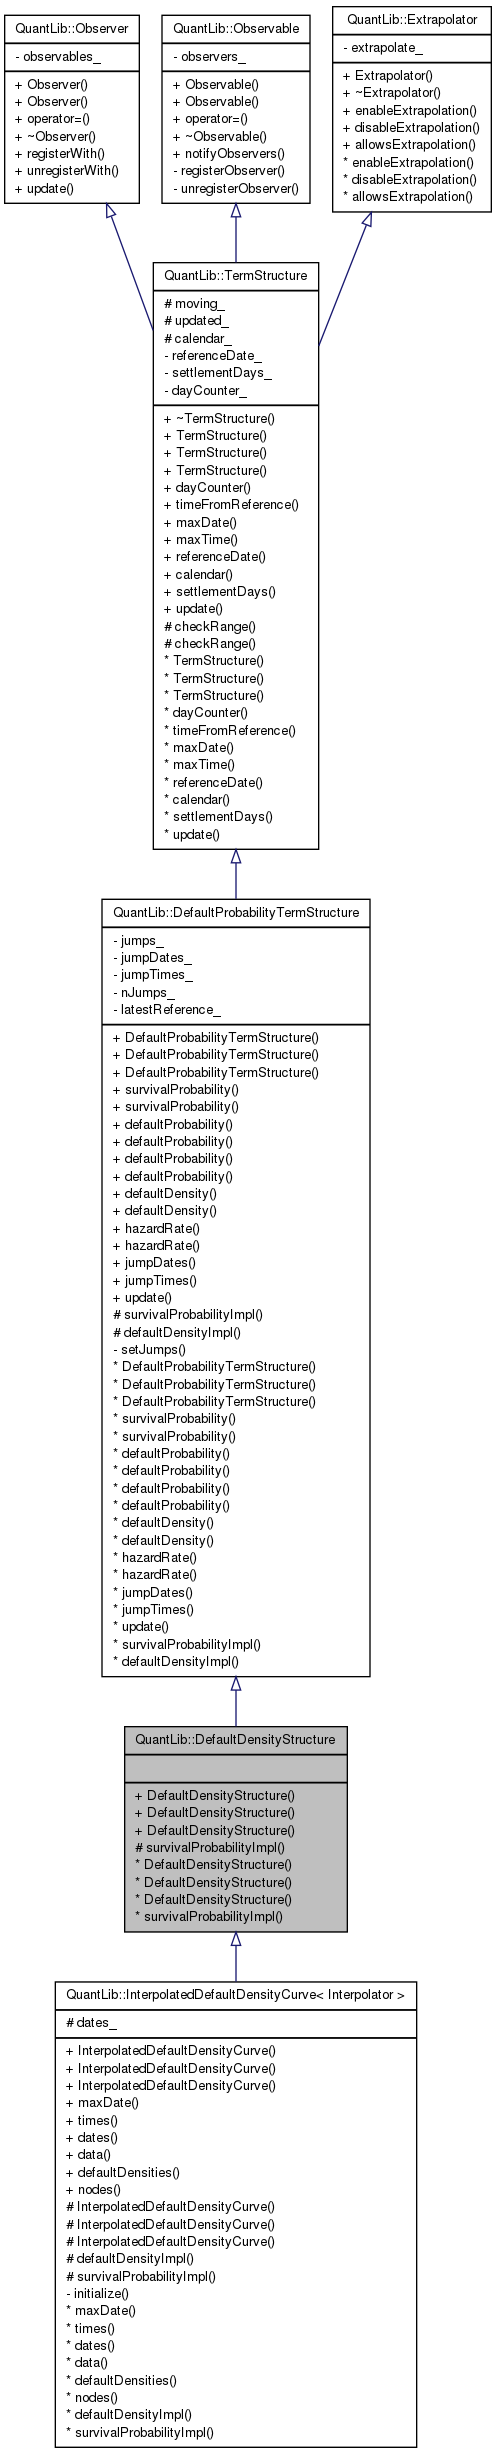 QuantLib::Observer
- observables_
+ Observer()
+ Observer()
+ operator=()
+ ~Observer()
+ registerWith()
+ unregisterWith()
+ update()
QuantLib::Observable
- observers_
+ Observable()
+ Observable()
+ operator=()
+ ~Observable()
+ notifyObservers()
- registerObserver()
- unregisterObserver()
QuantLib::Extrapolator
- extrapolate_
+ Extrapolator()
+ ~Extrapolator()
+ enableExtrapolation()
+ disableExtrapolation()
+ allowsExtrapolation()
* enableExtrapolation()
* disableExtrapolation()
* allowsExtrapolation()
QuantLib::TermStructure
# moving_
# updated_
# calendar_
- referenceDate_
- settlementDays_
- dayCounter_
+ ~TermStructure()
+ TermStructure()
+ TermStructure()
+ TermStructure()
+ dayCounter()
+ timeFromReference()
+ maxDate()
+ maxTime()
+ referenceDate()
+ calendar()
+ settlementDays()
+ update()
# checkRange()
# checkRange()
* TermStructure()
* TermStructure()
* TermStructure()
* dayCounter()
* timeFromReference()
* maxDate()
* maxTime()
* referenceDate()
* calendar()
* settlementDays()
* update()
QuantLib::DefaultProbabilityTermStructure
- jumps_
- jumpDates_
- jumpTimes_
- nJumps_
- latestReference_
+ DefaultProbabilityTermStructure()
+ DefaultProbabilityTermStructure()
+ DefaultProbabilityTermStructure()
+ survivalProbability()
+ survivalProbability()
+ defaultProbability()
+ defaultProbability()
+ defaultProbability()
+ defaultProbability()
+ defaultDensity()
+ defaultDensity()
+ hazardRate()
+ hazardRate()
+ jumpDates()
+ jumpTimes()
+ update()
# survivalProbabilityImpl()
# defaultDensityImpl()
- setJumps()
* DefaultProbabilityTermStructure()
* DefaultProbabilityTermStructure()
* DefaultProbabilityTermStructure()
* survivalProbability()
* survivalProbability()
* defaultProbability()
* defaultProbability()
* defaultProbability()
* defaultProbability()
* defaultDensity()
* defaultDensity()
* hazardRate()
* hazardRate()
* jumpDates()
* jumpTimes()
* update()
* survivalProbabilityImpl()
* defaultDensityImpl()
QuantLib::DefaultDensityStructure
+ DefaultDensityStructure()
+ DefaultDensityStructure()
+ DefaultDensityStructure()
# survivalProbabilityImpl()
* DefaultDensityStructure()
* DefaultDensityStructure()
* DefaultDensityStructure()
* survivalProbabilityImpl()
QuantLib::InterpolatedDefaultDensityCurve< Interpolator >
# dates_
+ InterpolatedDefaultDensityCurve()
+ InterpolatedDefaultDensityCurve()
+ InterpolatedDefaultDensityCurve()
+ maxDate()
+ times()
+ dates()
+ data()
+ defaultDensities()
+ nodes()
# InterpolatedDefaultDensityCurve()
# InterpolatedDefaultDensityCurve()
# InterpolatedDefaultDensityCurve()
# defaultDensityImpl()
# survivalProbabilityImpl()
- initialize()
* maxDate()
* times()
* dates()
* data()
* defaultDensities()
* nodes()
* defaultDensityImpl()
* survivalProbabilityImpl()